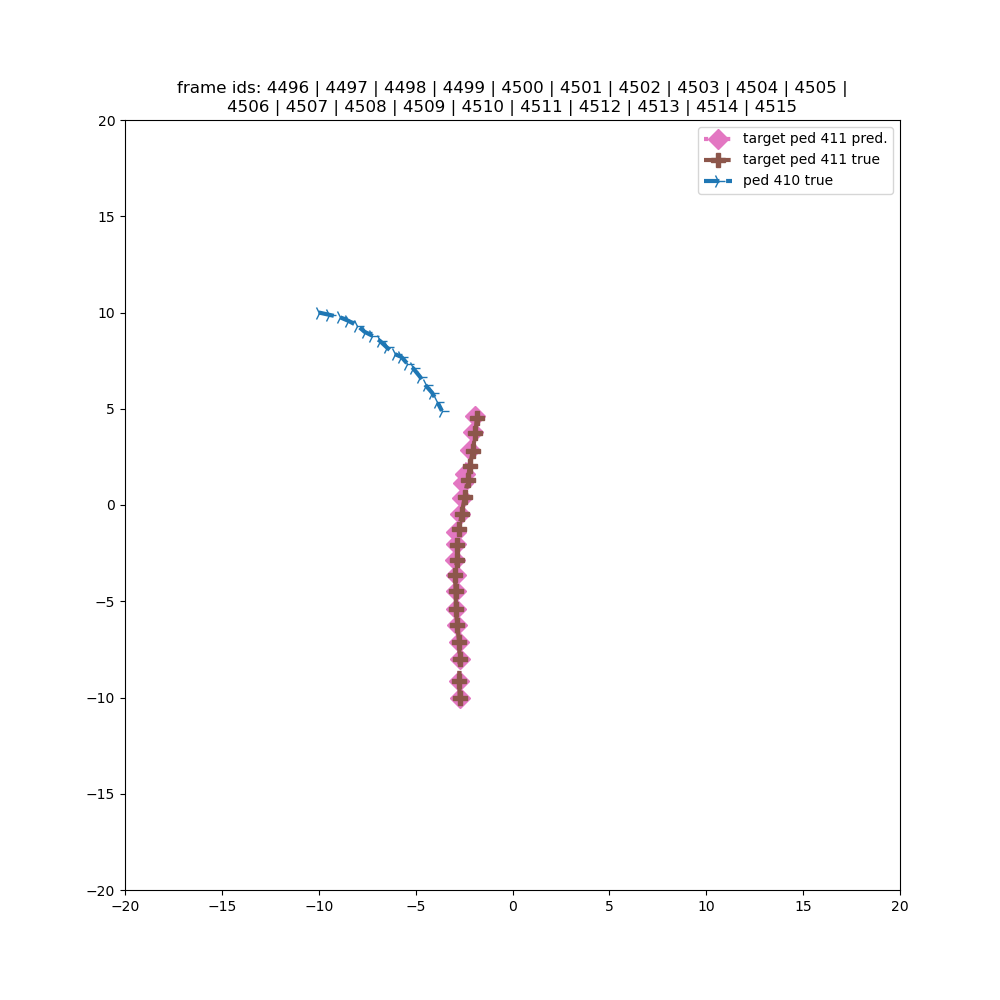 frame ids: 4496 | 4497 | 4498 | 4499 | 4500 | 4501 | 4502 | 4503 | 4504 | 4505 |
4506 | 4507 | 4508 | 4509 | 4510 | 4511 | 4512 | 4513 | 4514 | 4515
target ped 411 pred.
target ped 411 true
ped 410 true
20
15
10
5
0
−5
−10
−15
−20
−20 −15 −10 −5 0 5 10 15 20